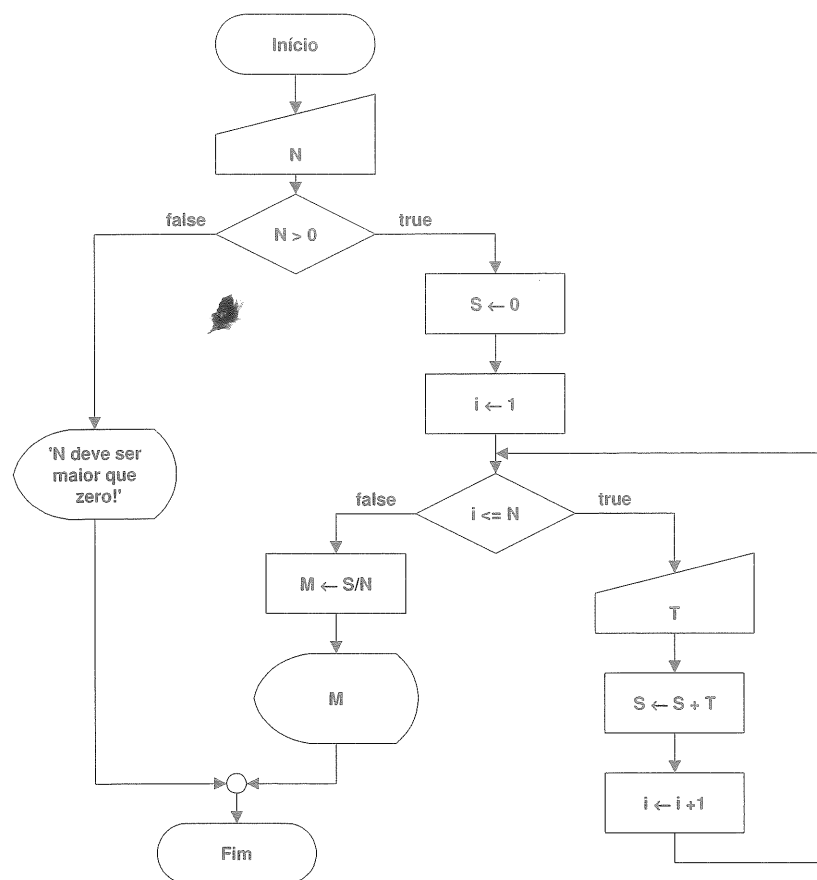 Início
N
false
N > 0
true
S ← 0
i ← 1
'N deve ser
maior que
zero!'
false
i <= N
true
M ← S/N
T
M
S ← S + T
i ← i +1
Fim